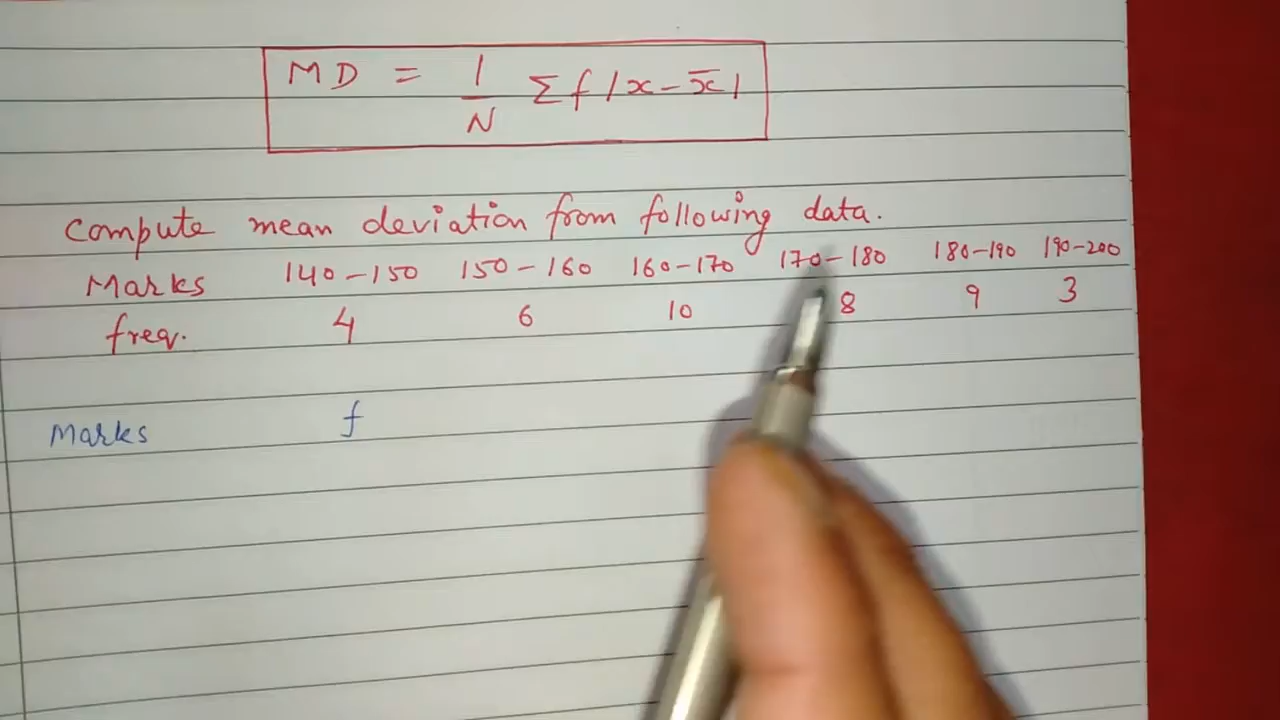 MD = 1/N Σf|x-x̄|
Compute mean deviation from following data.
Marks 140-150 150-160 160-170 170-180 180-190 190-200
freq. 4 6 10 8 9 3
Marks f